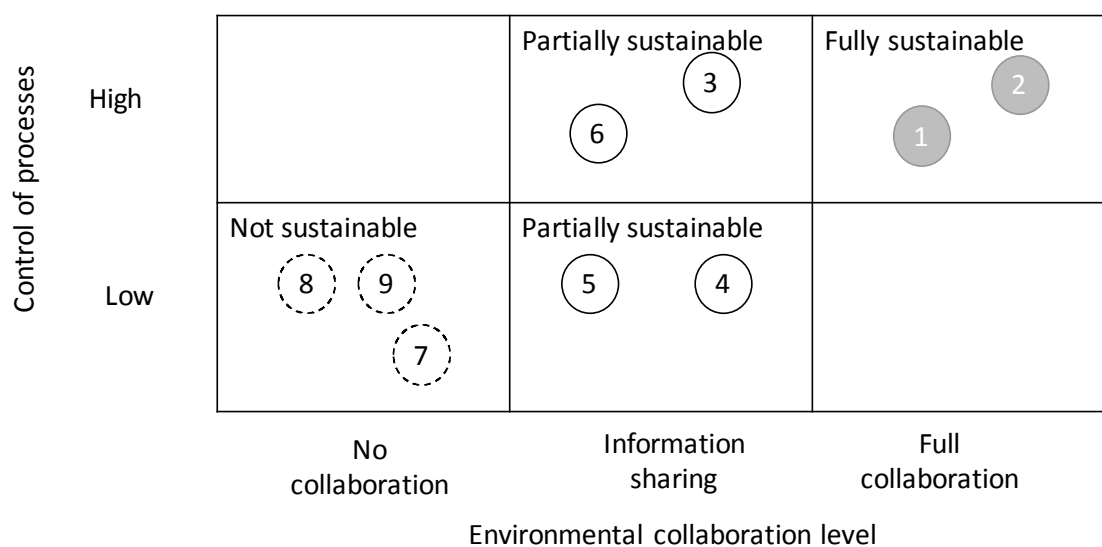 Partially sustainable
Fully sustainable
3
2
6
1
High
Control of processes
Not sustainable
Partially sustainable
8
9
5
4
7
Low
No
collaboration
Information
sharing
Full
collaboration
Environmental collaboration level